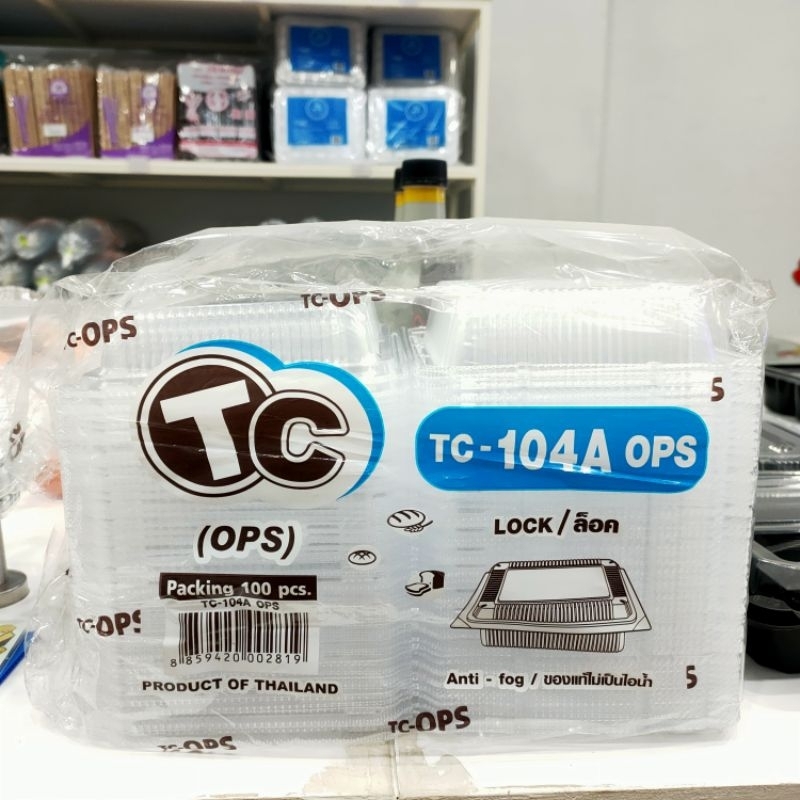 TC-OPS
TC-OPS
TC
TC-104A OPS
(OPS)
LOCK / ล็อค
Packing 100 pcs.
TC-104A OPS
8 859420 002819
PRODUCT OF THAILAND
Anti - fog / ของแท้ไม่เป็นไอน้ำ
TC-OPS
TC-OPS
TC-OPS